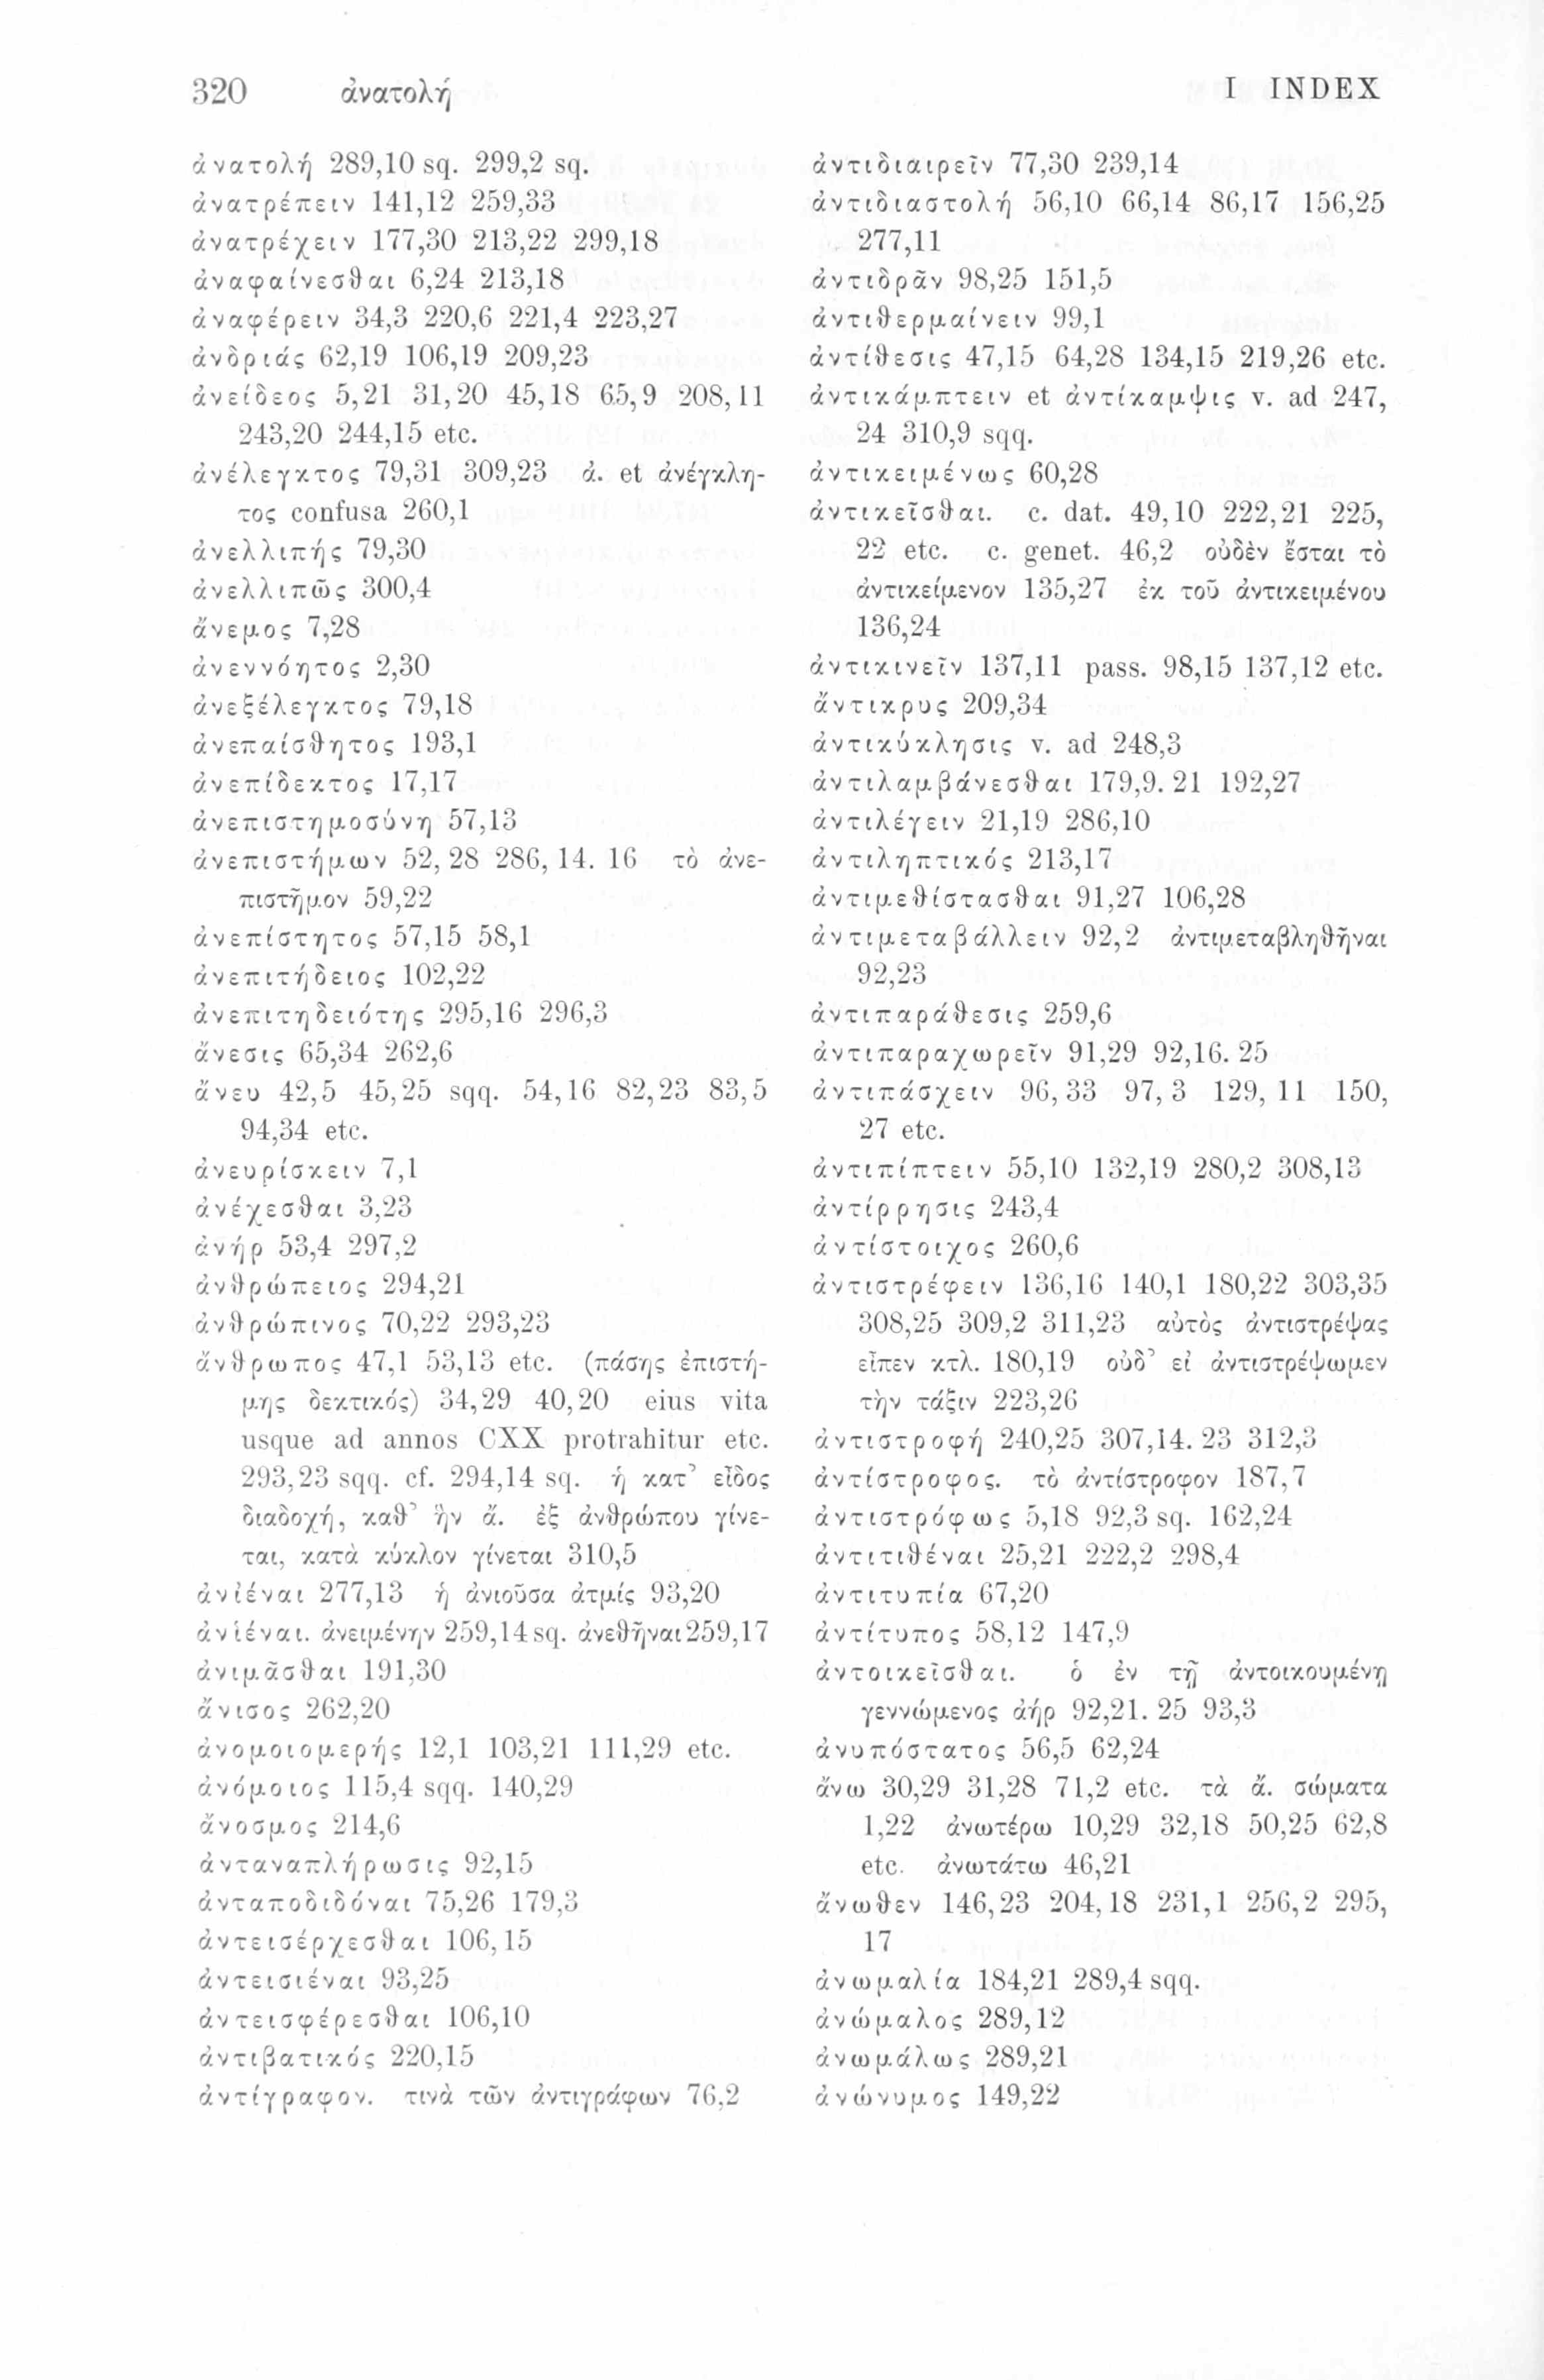 320 ἀνατολή I INDEX
ἀνατολή 289,10 sq. 299,2 sq.
ἀνατρέπειν 141,12 259,33
ἀνατρέχειν 177,30 213,22 299,18
ἀναφαίνεσθαι 6,24 213,18
ἀναφέρειν 34,3 220,6 221,4 223,27
ἀνδριάς 62,19 106,19 209,23
ἀνείδεος 5,21 31,20 45,18 65,9 208,11
243,20 244,15 etc.
ἀνέλεγκτος 79,31 309,23 ἀ. et ἀνέγκλη-
τος confusa 260,1
ἀνελλιπής 79,30
ἀνελλιπῶς 300,4
ἄνεμος 7,28
ἀνεννόητος 2,30
ἀνεξέλεγκτος 79,18
ἀνεπαίσθητος 193,1
ἀνεπίδεκτος 17,17
ἀνεπιστημοσύνη 57,13
ἀνεπιστήμων 52,28 286,14. 16 τὸ ἀνε-
πιστῆμον 59,22
ἀνεπίστητος 57,15 58,1
ἀνεπιτήδειος 102,22
ἀνεπιτηδειότης 295,16 296,3
ἄνεσις 65,34 262,6
ἄνευ 42,5 45,25 sqq. 54,16 82,23 83,5
94,34 etc.
ἀνευρίσκειν 7,1
ἀνέχεσθαι 3,23
ἀνήρ 53,4 297,2
ἀνθρώπειος 294,21
ἀνθρώπινος 70,22 293,23
ἄνθρωπος 47,1 53,13 etc. (πάσης ἐπιστή-
μης δεκτικός) 34,29 40,20 eius vita
usque ad annos CXX protrahitur etc.
293,23 sqq. cf. 294,14 sq. ἡ κατ’ εἶδος
διαδοχή, καθ’ ἣν ἄ. ἐξ ἀνθρώπου γίνε-
ται, κατὰ κύκλον γίνεται 310,5
ἀνιέναι 277,13 ἡ ἀνιοῦσα ἀτμίς 93,20
ἀνἱέναι. ἀνειμένην 259,14 sq. ἀνεθῆναι 259,17
ἀνιμᾶσθαι 191,30
ἄνισος 262,20
ἀνομοιομερής 12,1 103,21 111,29 etc.
ἀνόμοιος 115,4 sqq. 140,29
ἄνοσμος 214,6
ἀνταναπλήρωσις 92,15
ἀνταποδιδόναι 75,26 179,3
ἀντεισέρχεσθαι 106,15
ἀντεισιέναι 93,25
ἀντεισφέρεσθαι 106,10
ἀντιβατικός 220,15
ἀντίγραφον. τινὰ τῶν ἀντιγράφων 76,2
ἀντιδιαιρεῖν 77,30 239,14
ἀντιδιαστολή 56,10 66,14 86,17 156,25
277,11
ἀντιδρᾶν 98,25 151,5
ἀντιθερμαίνειν 99,1
ἀντίθεσις 47,15 64,28 134,15 219,26 etc.
ἀντικάμπτειν et ἀντίκαμψις v. ad 247,
24 310,9 sqq.
ἀντικειμένως 60,28
ἀντικεῖσθαι. c. dat. 49,10 222,21 225,
22 etc. c. genet. 46,2 οὐδὲν ἔσται τὸ
ἀντικείμενον 135,27 ἐκ τοῦ ἀντικειμένου
136,24
ἀντικινεῖν 137,11 pass. 98,15 137,12 etc.
ἄντικρυς 209,34
ἀντικύκλησις v. ad 248,3
ἀντιλαμβάνεσθαι 179,9. 21 192,27
ἀντιλέγειν 21,19 286,10
ἀντιληπτικός 213,17
ἀντιμεθίστασθαι 91,27 106,28
ἀντιμεταβάλλειν 92,2 ἀντιμεταβληθῆναι
92,23
ἀντιπαράθεσις 259,6
ἀντιπαραχωρεῖν 91,29 92,16. 25
ἀντιπάσχειν 96,33 97,3 129,11 150,
27 etc.
ἀντιπίπτειν 55,10 132,19 280,2 308,13
ἀντίρρησις 243,4
ἀντίστοιχος 260,6
ἀντιστρέφειν 136,16 140,1 180,22 303,35
308,25 309,2 311,23 αὐτὸς ἀντιστρέψας
εἶπεν κτλ. 180,19 οὐδ’ εἰ ἀντιστρέψωμεν
τὴν τάξιν 223,26
ἀντιστροφή 240,25 307,14. 23 312,3
ἀντίστροφος. τὸ ἀντίστροφον 187,7
ἀντιστρόφως 5,18 92,3 sq. 162,24
ἀντιτιθέναι 25,21 222,2 298,4
ἀντιτυπία 67,20
ἀντίτυπος 58,12 147,9
ἀντοικεῖσθαι. ὁ ἐν τῇ ἀντοικουμένῃ
γεννώμενος ἀήρ 92,21. 25 93,3
ἀνυπόστατος 56,5 62,24
ἄνω 30,29 31,28 71,2 etc. τὰ ἄ. σώματα
1,22 ἀνωτέρω 10,29 32,18 50,25 62,8
etc. ἀνωτάτω 46,21
ἄνωθεν 146,23 204,18 231,1 256,2 295,
17
ἀνωμαλία 184,21 289,4 sqq.
ἀνώμαλος 289,12
ἀνωμάλως 289,21
ἀνώνυμος 149,22